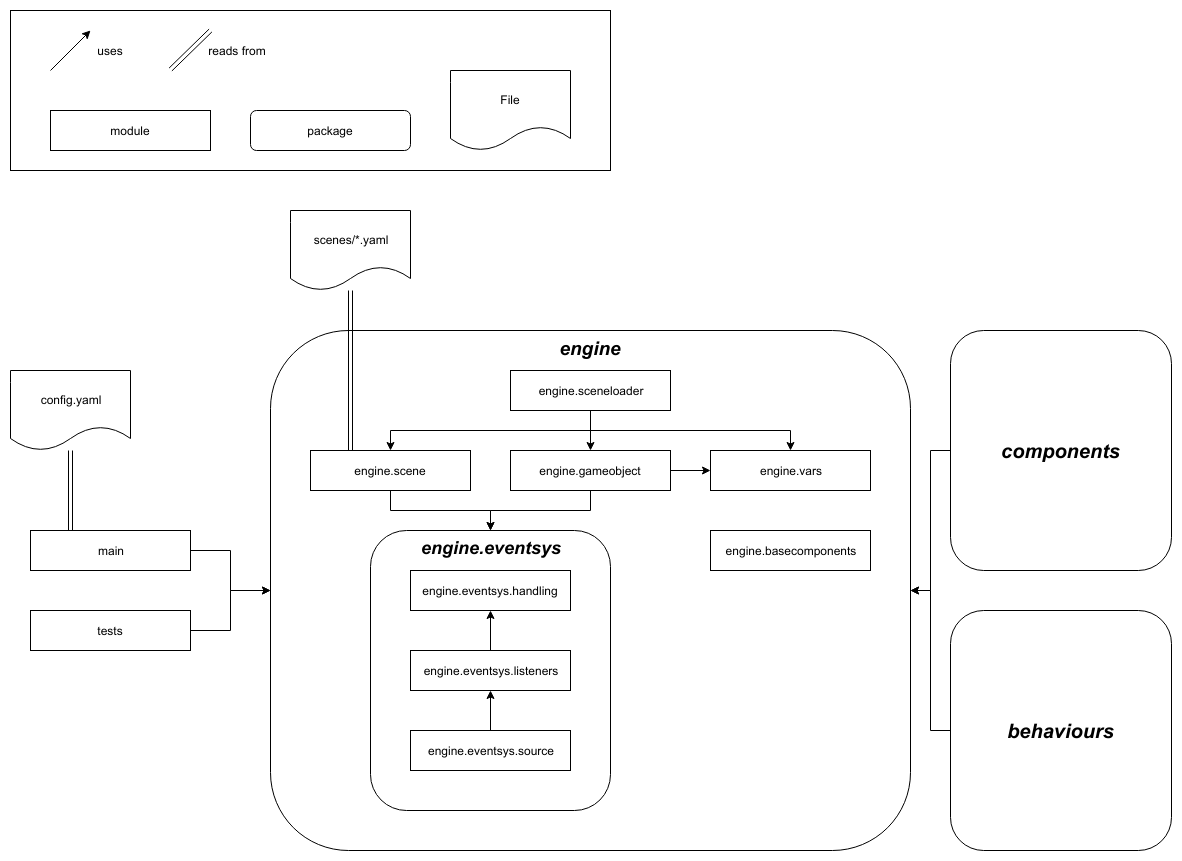 uses
reads from
File
module
package
scenes/*.yaml
engine
engine.sceneloader
config.yaml
components
engine.scene
engine.gameobject
engine.vars
engine.eventsys
main
engine.basecomponents
engine.eventsys.handling
tests
engine.eventsys.listeners
behaviours
engine.eventsys.source